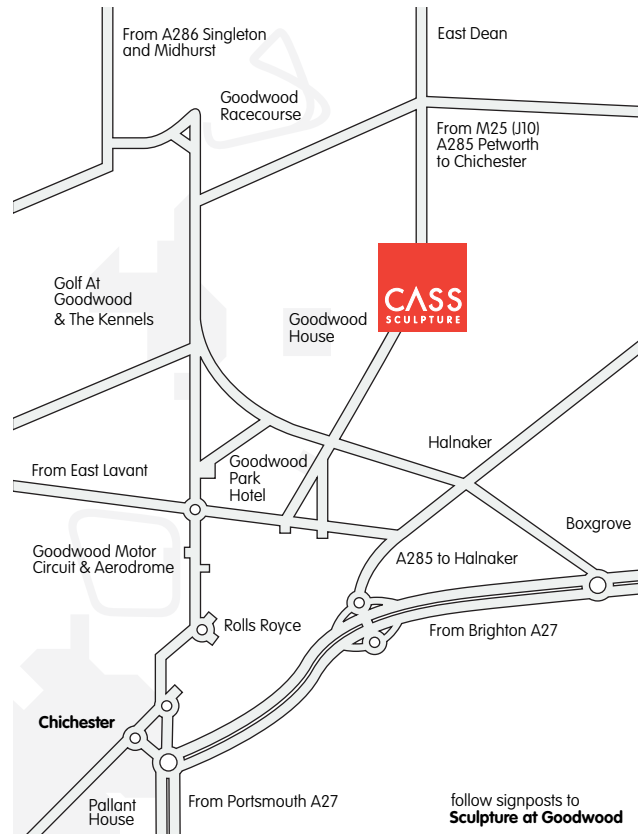 From A286 Singleton
and Midhurst
East Dean
Goodwood
Racecourse
From M25 (J10)
A285 Petworth
to Chichester
CASS
SCULPTURE
Golf At
Goodwood
& The Kennels
Goodwood
House
Halnaker
From East Lavant
Goodwood
Park
Hotel
Boxgrove
Goodwood Motor
Circuit & Aerodrome
A285 to Halnaker
Rolls Royce
From Brighton A27
Chichester
Pallant
House
From Portsmouth A27
follow signposts to
Sculpture at Goodwood